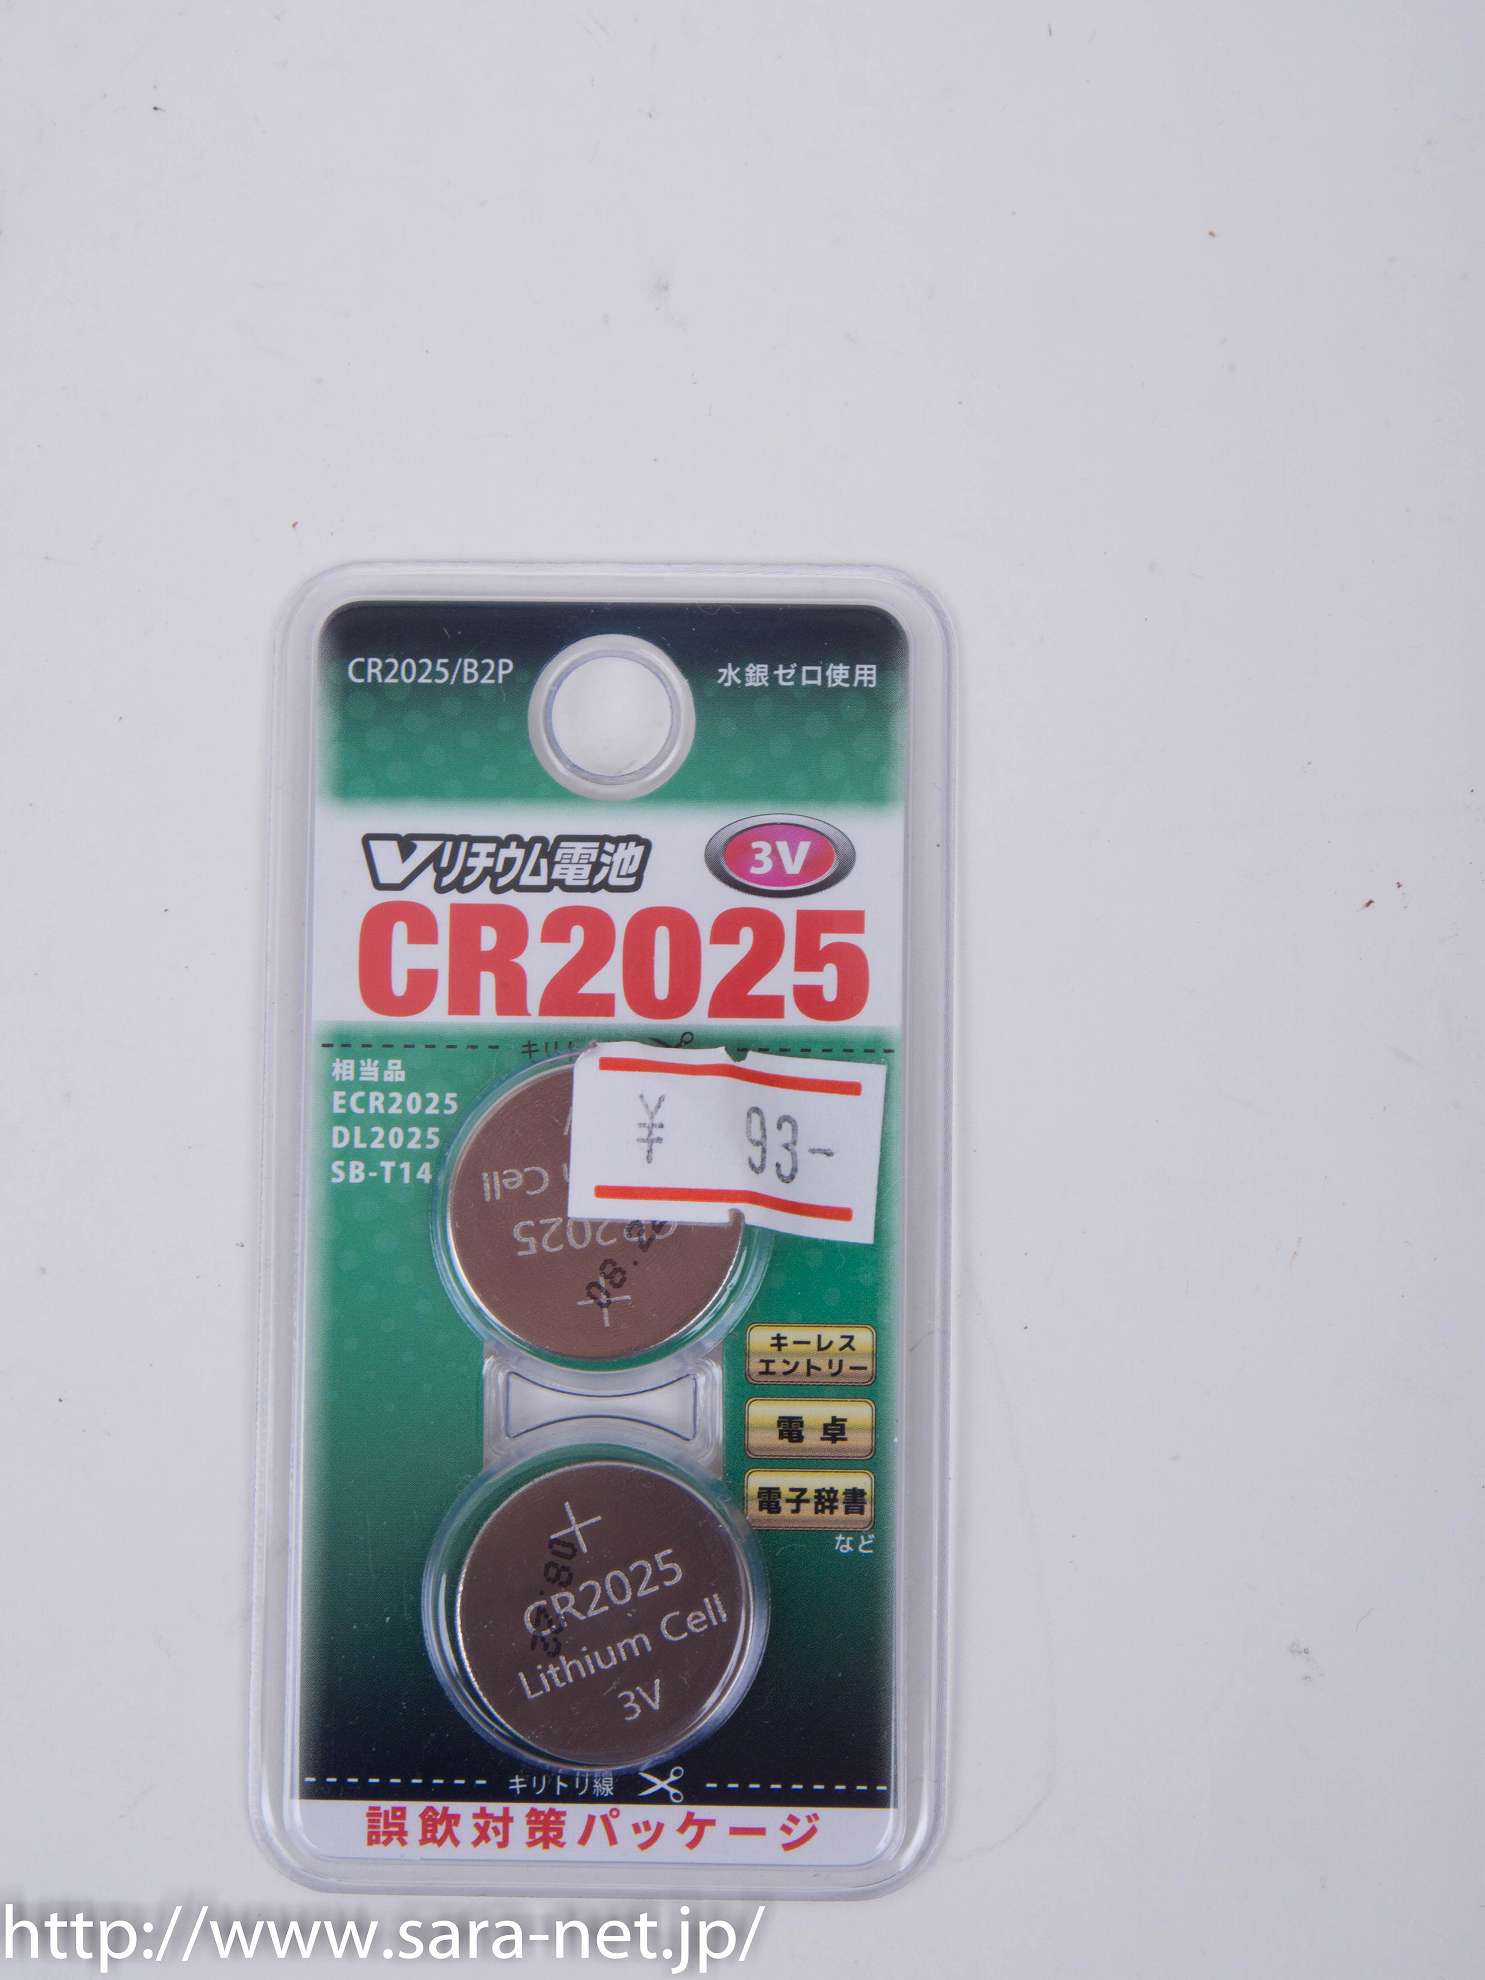 CR2025/B2P
水銀ゼロ使用
Vリチウム電池
3V
CR2025
相当品
ECR2025
DL2025
SB-T14
¥ 93-
Cell
CR2025
+
キーレス
エントリー
電卓
電子辞書
など
+
CR2025
Lithium Cell
3V
キリトリ線
誤飲対策パッケージ
http://www.sara-net.jp/